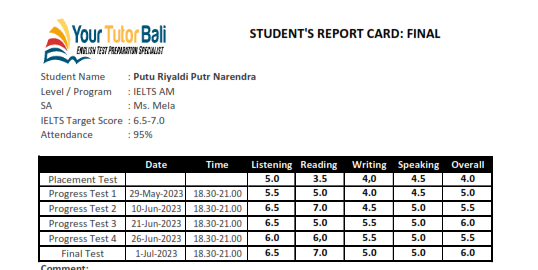 Your Tutor Bali
ENGLISH TEST PREPARATION SPECIALIST
STUDENT'S REPORT CARD: FINAL
Student Name : Putu Riyaldi Putr Narendra
Level / Program : IELTS AM
SA : Ms. Mela
IELTS Target Score : 6.5-7.0
Attendance : 95%
Date Time Listening Reading Writing Speaking Overall
Placement Test 5.0 3.5 4,0 4.5 4.0
Progress Test 1 29-May-2023 18.30-21.00 5.5 5.0 4.0 4.5 5.0
Progress Test 2 10-Jun-2023 18.30-21.00 6.5 7.0 4.5 5.0 5.5
Progress Test 3 21-Jun-2023 18.30-21.00 6.5 5.0 5.5 5.5 6.0
Progress Test 4 26-Jun-2023 18.30-21.00 6.0 6,0 5.5 5.0 5.5
Final Test 1-Jul-2023 18.30-21.00 6.5 7.0 5.0 5.0 6.0
Comment: